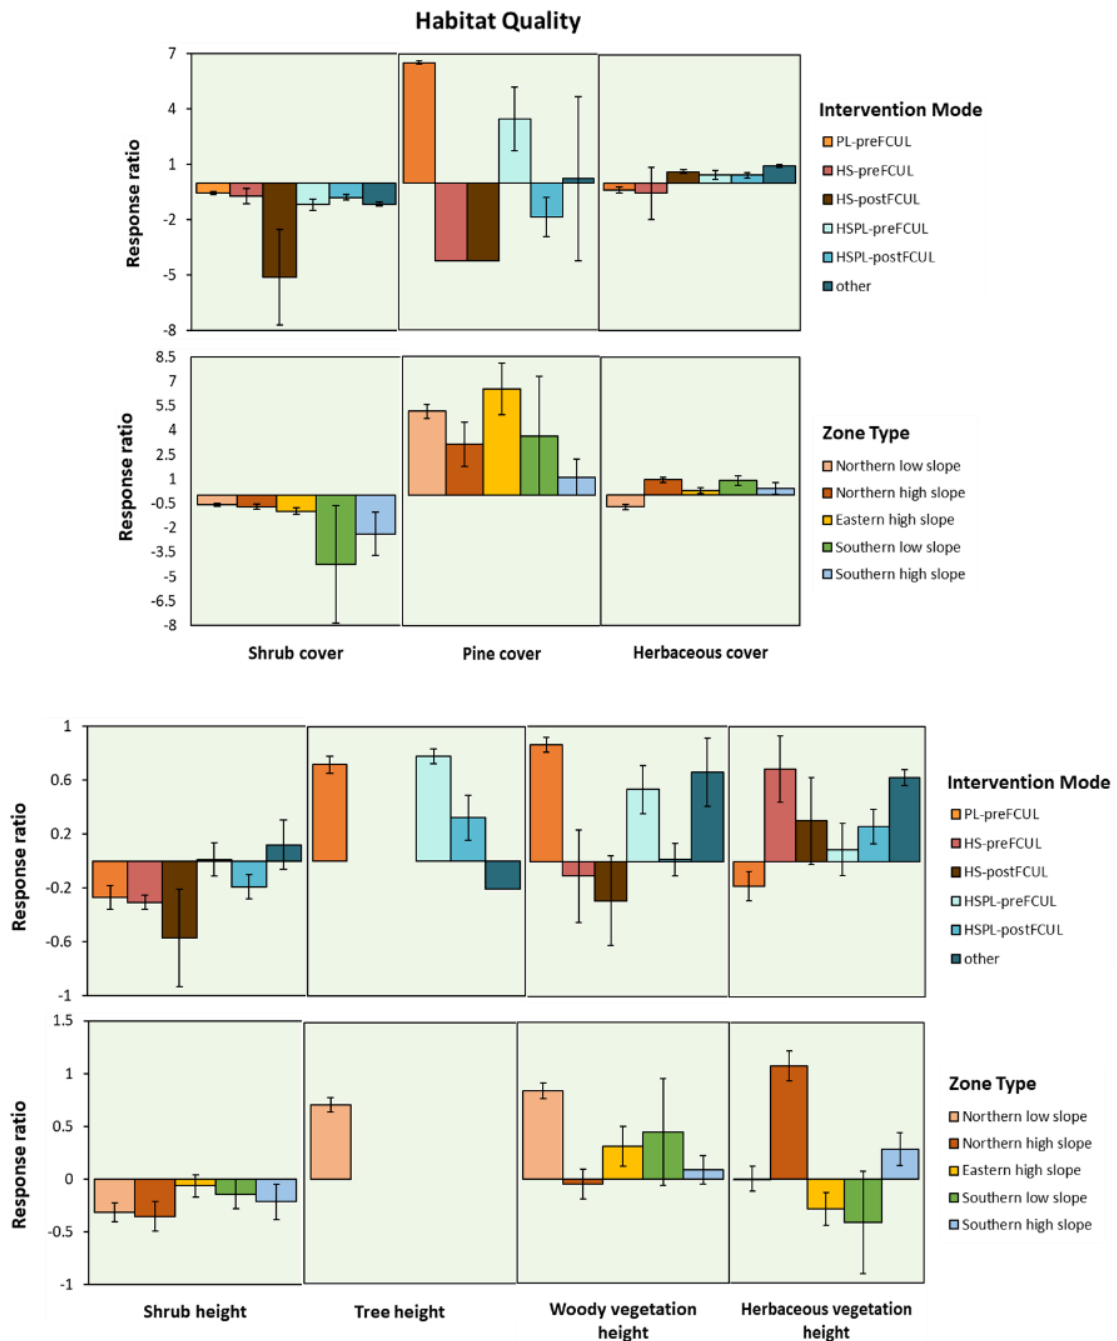 Habitat Quality
7
4
1
-2
-5
-8
Response ratio
Intervention Mode
PL-preFCUL
HS-preFCUL
HS-postFCUL
HSPL-preFCUL
HSPL-postFCUL
other
8.5
7
5.5
4
2.5
1
-0.5
-2
-3.5
-5
-6.5
-8
Response ratio
Zone Type
Northern low slope
Northern high slope
Eastern high slope
Southern low slope
Southern high slope
Shrub cover
Pine cover
Herbaceous cover
1
0.6
0.2
-0.2
-0.6
-1
Response ratio
Intervention Mode
PL-preFCUL
HS-preFCUL
HS-postFCUL
HSPL-preFCUL
HSPL-postFCUL
other
1.5
1
0.5
0
-0.5
-1
Response ratio
Zone Type
Northern low slope
Northern high slope
Eastern high slope
Southern low slope
Southern high slope
Shrub height
Tree height
Woody vegetation
height
Herbaceous vegetation
height